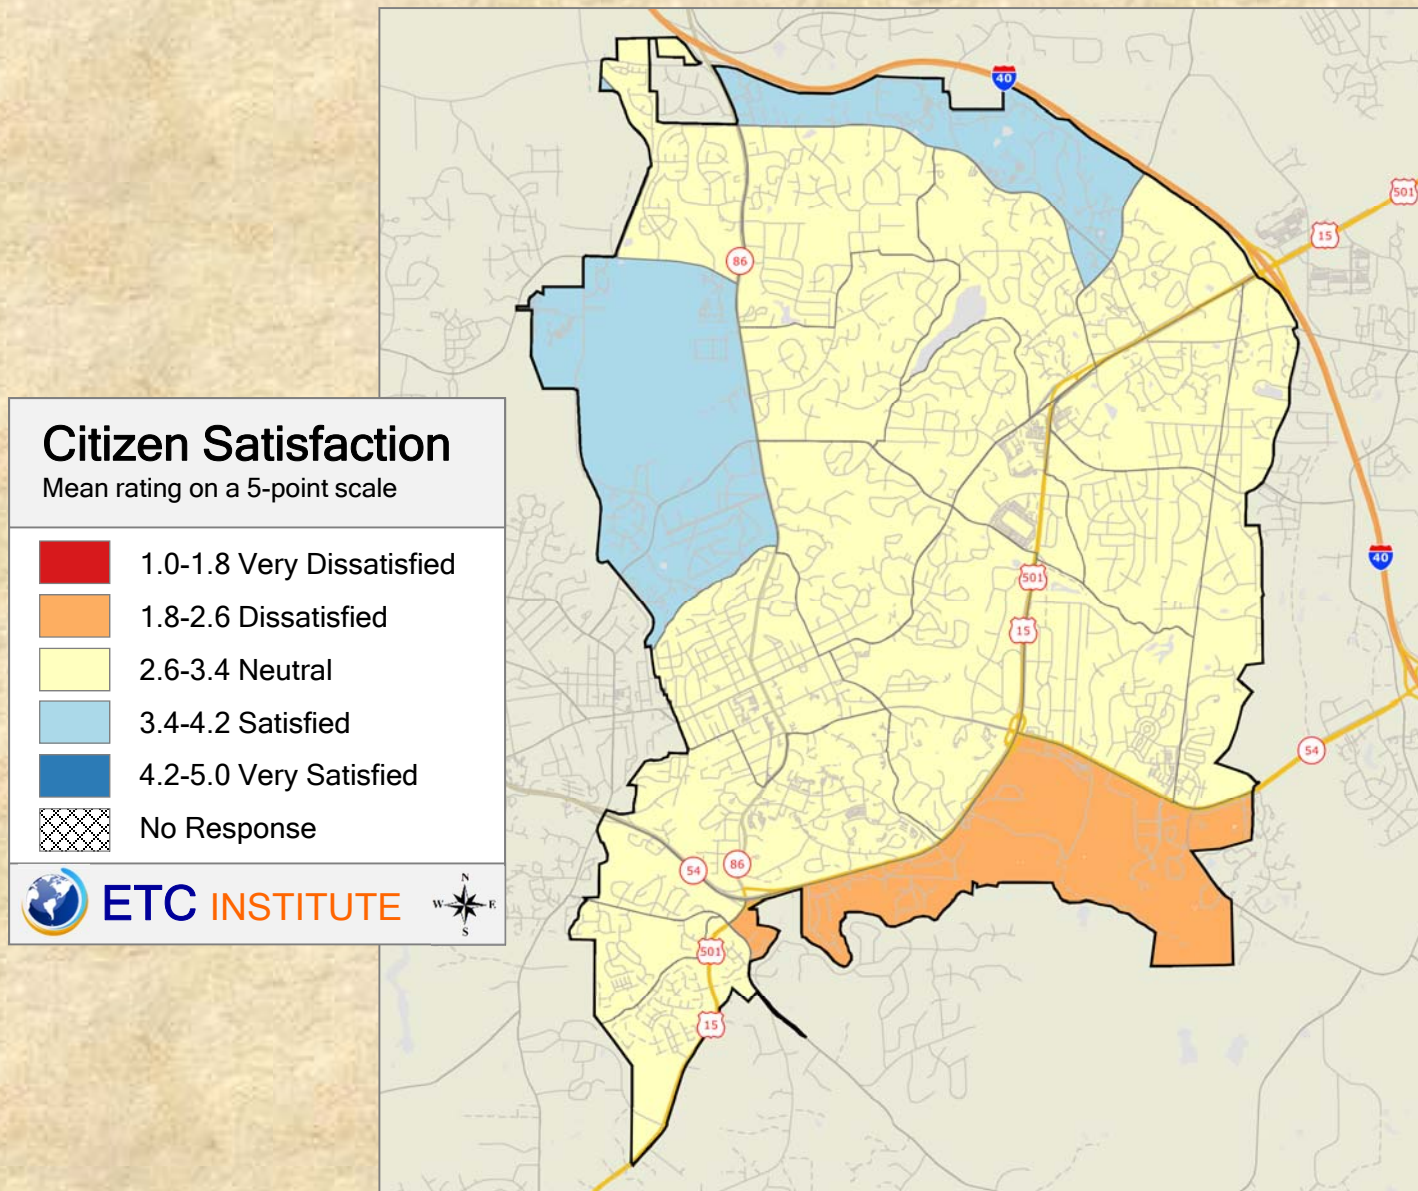 40
501
15
86
Citizen Satisfaction
Mean rating on a 5-point scale
1.0-1.8 Very Dissatisfied
1.8-2.6 Dissatisfied
2.6-3.4 Neutral
3.4-4.2 Satisfied
4.2-5.0 Very Satisfied
No Response
ETC INSTITUTE
N
W E
S
40
501
15
54
54
86
501
15